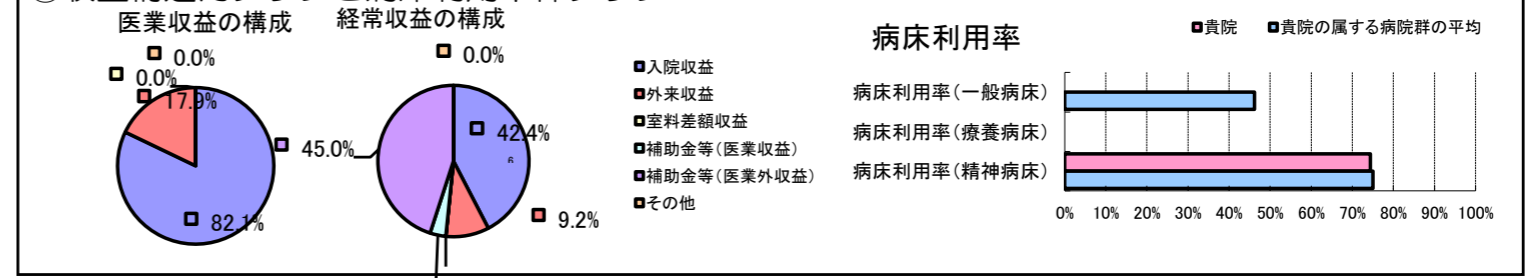 医業収益の構成
0.0%
0.0%
17.9%
82.1%
経常収益の構成
0.0%
45.0%
42.4%
6
9.2%
入院収益
外来収益
室料差額収益
補助金等(医業収益)
補助金等(医業外収益)
その他
病床利用率
貴院
貴院の属する病院群の平均
病床利用率(一般病床)
病床利用率(療養病床)
病床利用率(精神病床)
0% 10% 20% 30% 40% 50% 60% 70% 80% 90% 100%